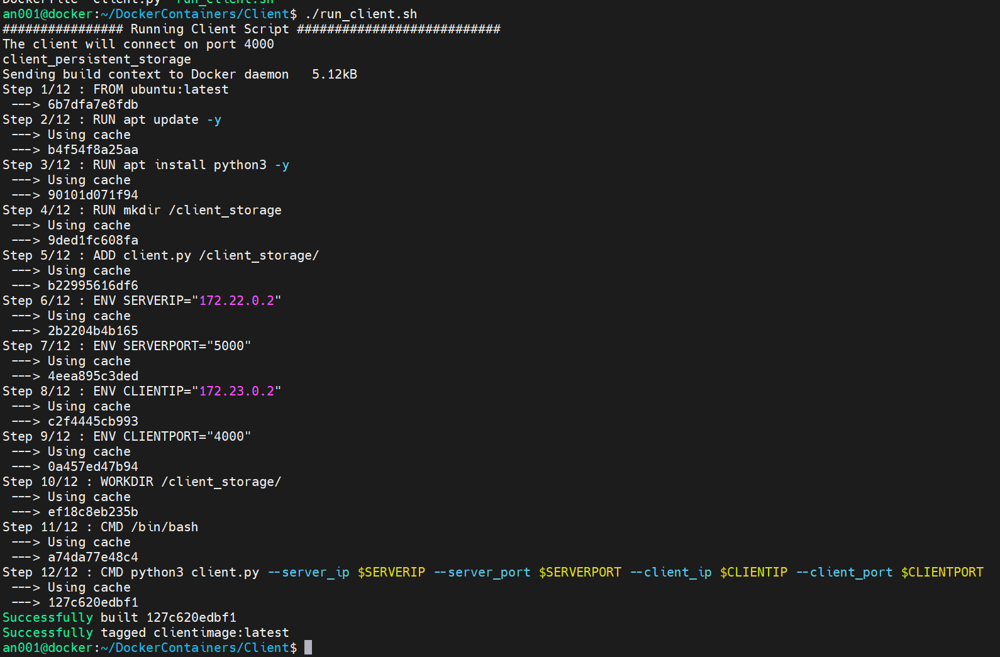 DockerFile  client.py  run_client.sh
an001@docker:~/DockerContainers/Client$ ./run_client.sh
################ Running Client Script ###########################
The client will connect on port 4000
client_persistent_storage
Sending build context to Docker daemon   5.12kB
Step 1/12 : FROM ubuntu:latest
 ---> 6b7dfa7e8fdb
Step 2/12 : RUN apt update -y
 ---> Using cache
 ---> b4f54f8a25aa
Step 3/12 : RUN apt install python3 -y
 ---> Using cache
 ---> 90101d071f94
Step 4/12 : RUN mkdir /client_storage
 ---> Using cache
 ---> 9ded1fc608fa
Step 5/12 : ADD client.py /client_storage/
 ---> Using cache
 ---> b22995616df6
Step 6/12 : ENV SERVERIP="172.22.0.2"
 ---> Using cache
 ---> 2b2204b4b165
Step 7/12 : ENV SERVERPORT="5000"
 ---> Using cache
 ---> 4eea895c3ded
Step 8/12 : ENV CLIENTIP="172.23.0.2"
 ---> Using cache
 ---> c2f4445cb993
Step 9/12 : ENV CLIENTPORT="4000"
 ---> Using cache
 ---> 0a457ed47b94
Step 10/12 : WORKDIR /client_storage/
 ---> Using cache
 ---> ef18c8eb235b
Step 11/12 : CMD /bin/bash
 ---> Using cache
 ---> a74da77e48c4
Step 12/12 : CMD python3 client.py --server_ip $SERVERIP --server_port $SERVERPORT --client_ip $CLIENTIP --client_port $CLIENTPORT
 ---> Using cache
 ---> 127c620edbf1
Successfully built 127c620edbf1
Successfully tagged clientimage:latest
an001@docker:~/DockerContainers/Client$